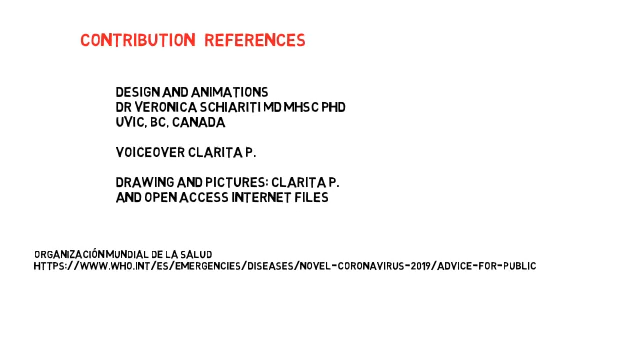 CONTRIBUTION REFERENCES
DESIGN AND ANIMATIONS
DR VERONICA SCHIARITI MD MHSC PHD
UVIC, BC, CANADA
VOICEOVER CLARITA P.
DRAWING AND PICTURES: CLARITA P.
AND OPEN ACCESS INTERNET FILES
ORGANIZACIÓN MUNDIAL DE LA SALUD
HTTPS://WWW.WHO.INT/ES/EMERGENCIES/DISEASES/NOVEL-CORONAVIRUS-2019/ADVICE-FOR-PUBLIC